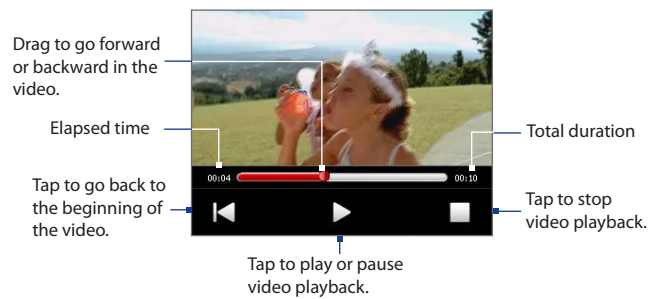 Drag to go forward
or backward in the
video.
Elapsed time
Total duration
00:04
00:10
Tap to go back to
the beginning of
the video.
Tap to stop
video playback.
Tap to play or pause
video playback.